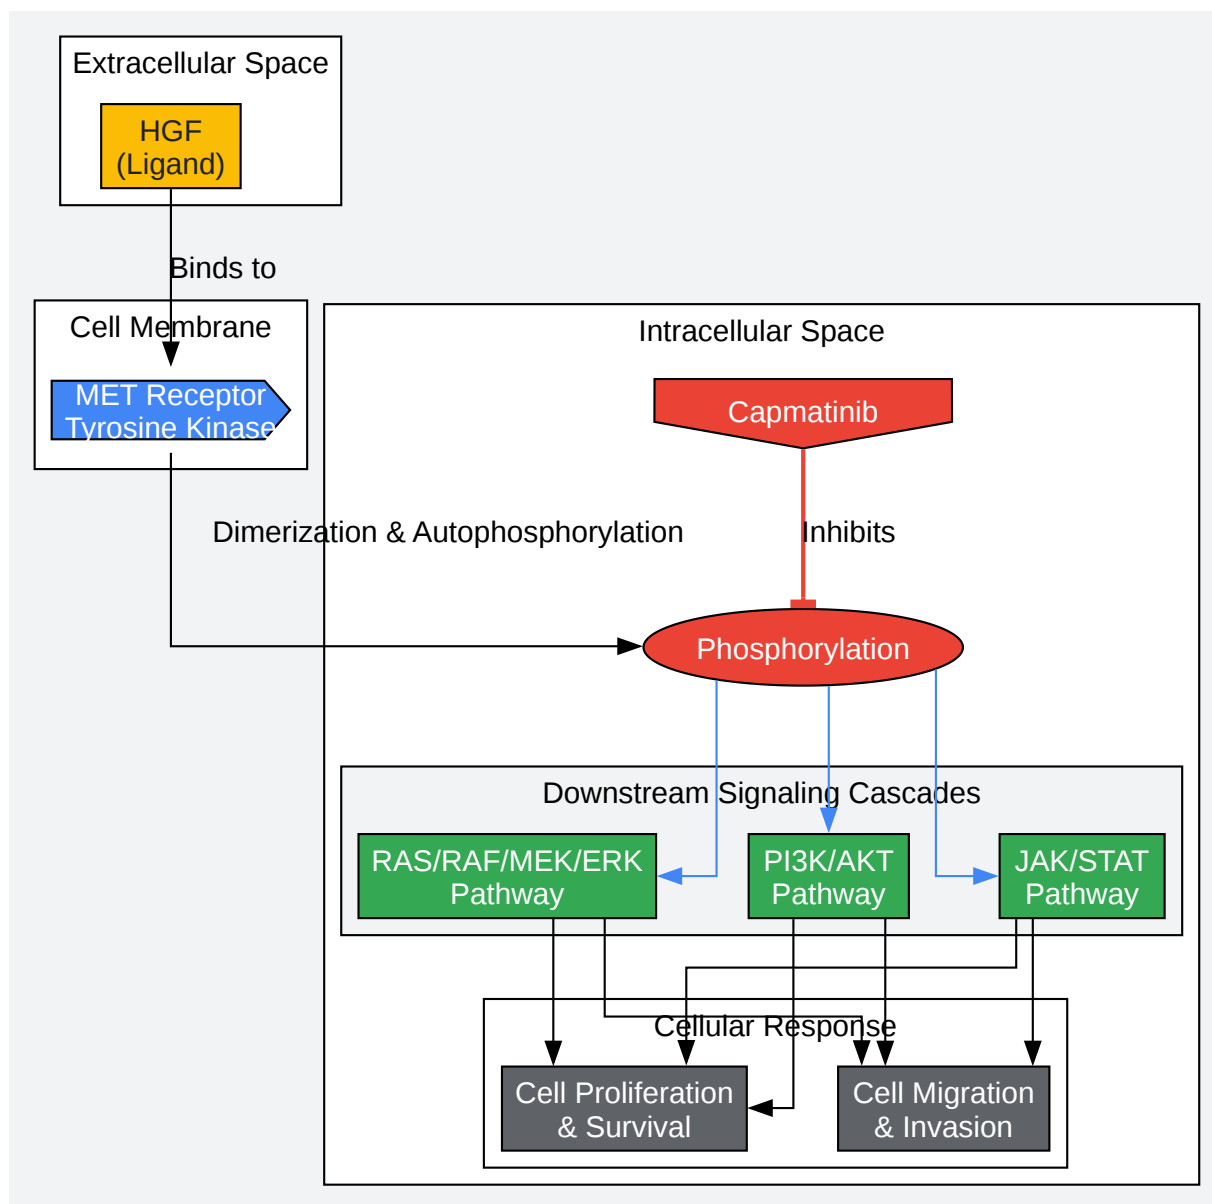 Extracellular Space
HGF
(Ligand)
Binds to
Cell Membrane
MET Receptor
Tyrosine Kinase
Intracellular Space
Capmatinib
Dimerization & Autophosphorylation
Inhibits
Phosphorylation
Downstream Signaling Cascades
RAS/RAF/MEK/ERK
Pathway
PI3K/AKT
Pathway
JAK/STAT
Pathway
Cellular Response
Cell Proliferation
& Survival
Cell Migration
& Invasion